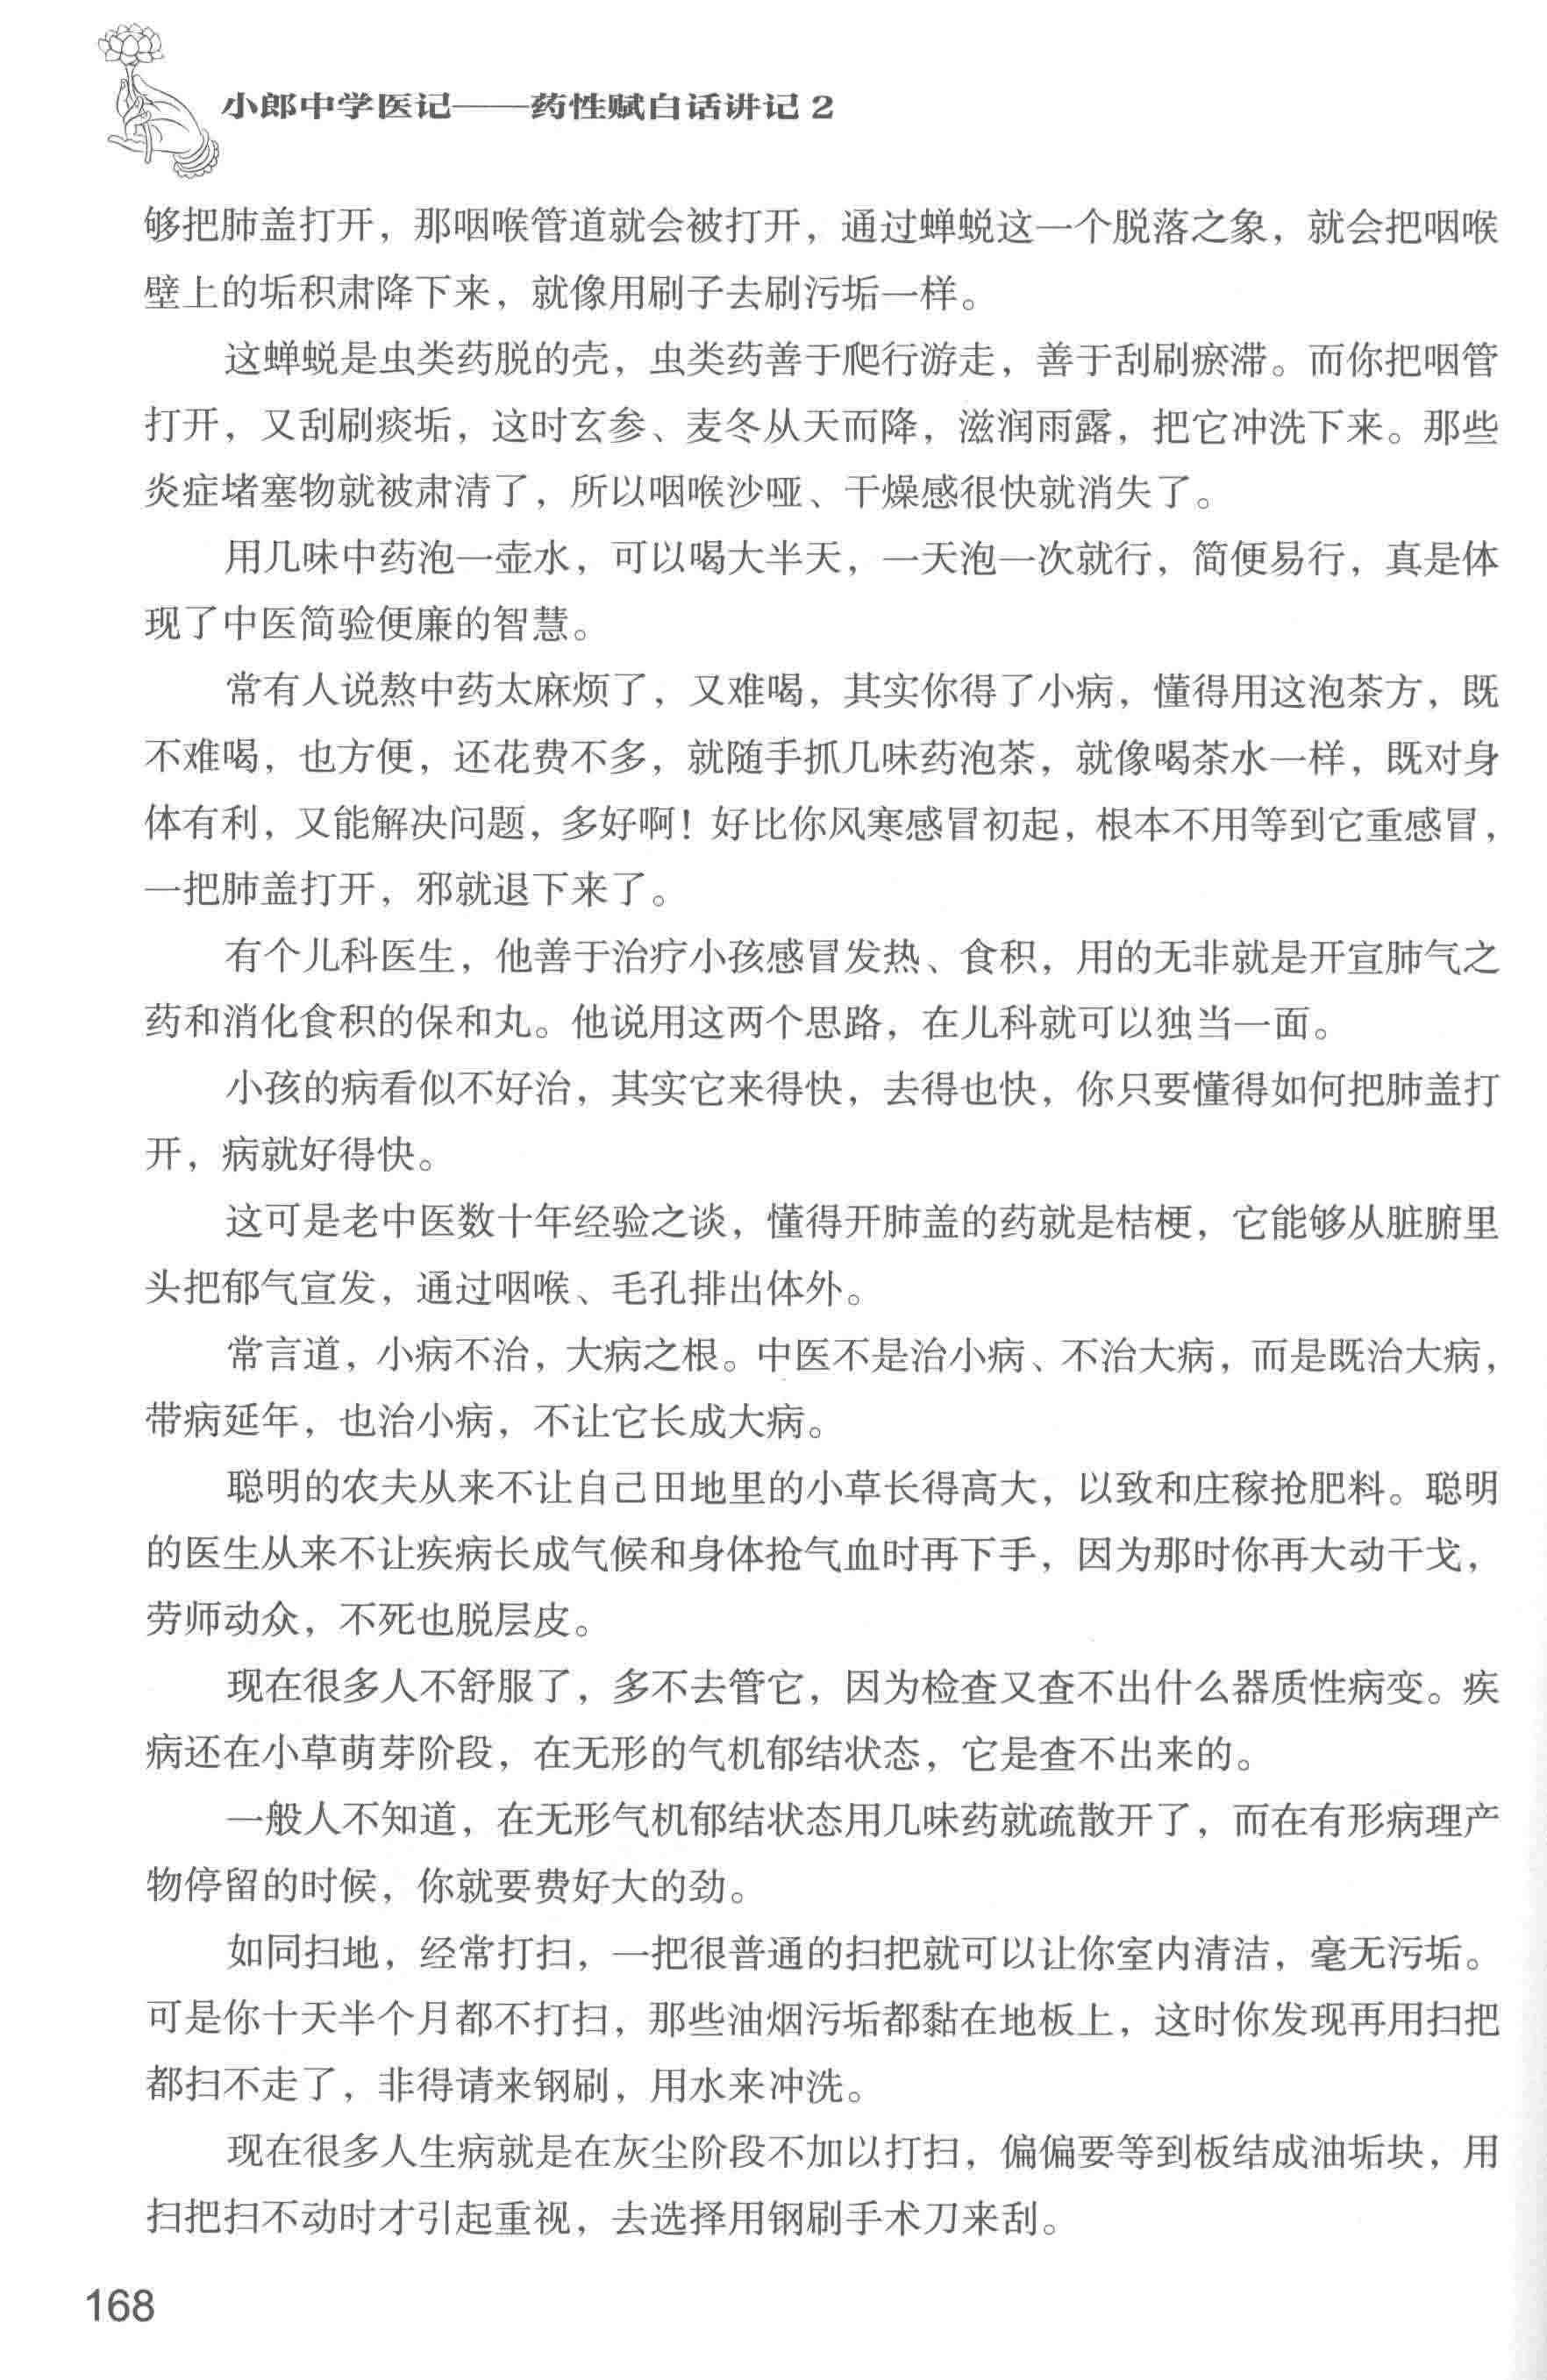 小郎中学医记——药性赋白话讲记 2
够把肺盖打开，那咽喉管道就会被打开，通过蝉蜕这一个脱落之象，就会把咽喉
壁上的垢积肃降下来，就像用刷子去刷污垢一样。
这蝉蜕是虫类药脱的壳，虫类药善于爬行游走，善于刮刷瘀滞。而你把咽管
打开，又刮刷痰垢，这时玄参、麦冬从天而降，滋润雨露，把它冲洗下来。那些
炎症堵塞物就被肃清了，所以咽喉沙哑、干燥感很快就消失了。
用几味中药泡一壶水，可以喝大半天，一天泡一次就行，简便易行，真是体
现了中医简验便廉的智慧。
常有人说熬中药太麻烦了，又难喝，其实你得了小病，懂得用这泡茶方，既
不难喝，也方便，还花费不多，就随手抓几味药泡茶，就像喝茶水一样，既对身
体有利，又能解决问题，多好啊！好比你风寒感冒初起，根本不用等到它重感冒，
一把肺盖打开，邪就退下来了。
有个儿科医生，他善于治疗小孩感冒发热、食积，用的无非就是开宣肺气之
药和消化食积的保和丸。他说用这两个思路，在儿科就可以独当一面。
小孩的病看似不好治，其实它来得快，去得也快，你只要懂得如何把肺盖打
开，病就好得快。
这可是老中医数十年经验之谈，懂得开肺盖的药就是桔梗，它能够从脏腑里
头把郁气宣发，通过咽喉、毛孔排出体外。
常言道，小病不治，大病之根。中医不是治小病、不治大病，而是既治大病，
带病延年，也治小病，不让它长成大病。
聪明的农夫从来不让自己田地里的小草长得高大，以致和庄稼抢肥料。聪明
的医生从来不让疾病长成气候和身体抢气血时再下手，因为那时你再大动干戈，
劳师动众，不死也脱层皮。
现在很多人不舒服了，多不去管它，因为检查又查不出什么器质性病变。疾
病还在小草萌芽阶段，在无形的气机郁结状态，它是查不出来的。
一般人不知道，在无形气机郁结状态用几味药就疏散开了，而在有形病理产
物停留的时候，你就要费好大的劲。
如同扫地，经常打扫，一把很普通的扫把就可以让你室内清洁，毫无污垢。
可是你十天半个月都不打扫，那些油烟污垢都黏在地板上，这时你发现再用扫把
都扫不走了，非得请来钢刷，用水来冲洗。
现在很多人生病就是在灰尘阶段不加以打扫，偏偏要等到板结成油垢块，用
扫把扫不动时才引起重视，去选择用钢刷手术刀来刮。
168